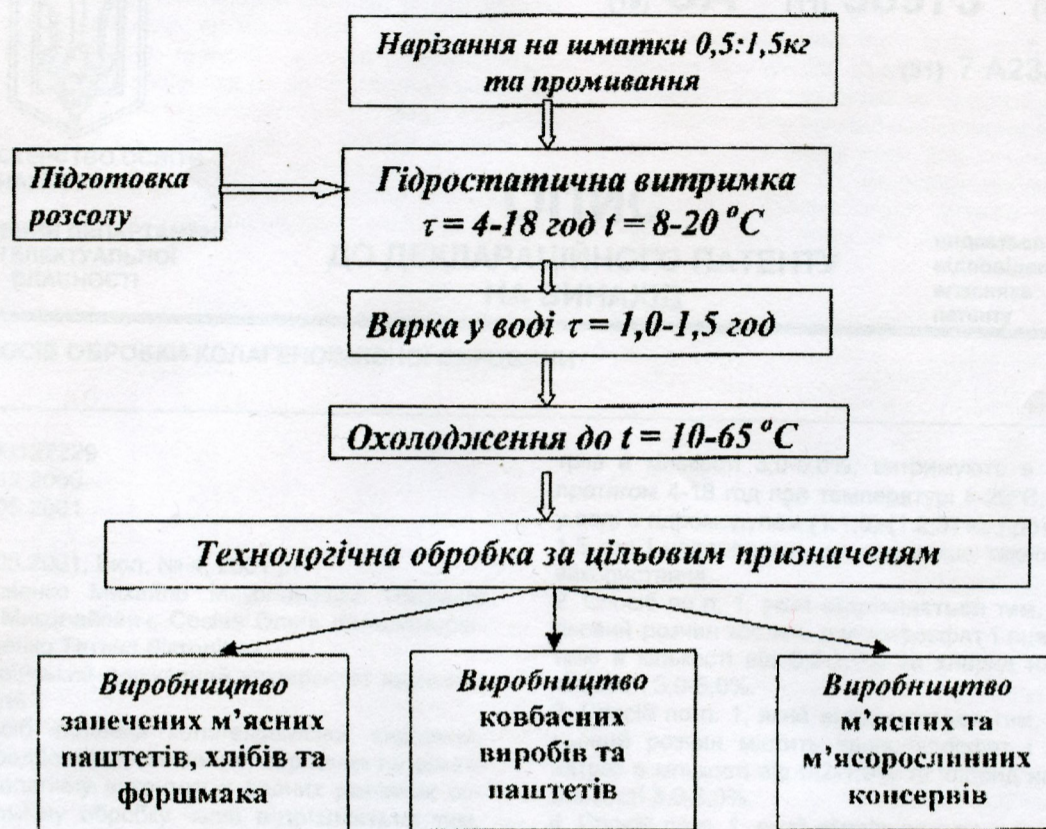 Нарізання на шматки 0,5:1,5кг
та промивання
Підготовка
розсолу
Гідростатична витримка
τ = 4-18 год t = 8-20 °C
Варка у воді τ = 1,0-1,5 год
Охолодження до t = 10-65 °C
Технологічна обробка за цільовим призначенням
Виробництво
запечених м’ясних
паштетів, хлібів та
форшмака
Виробництво
ковбасних
виробів та
паштетів
Виробництво
м’ясних та
м’ясорослинних
консервів